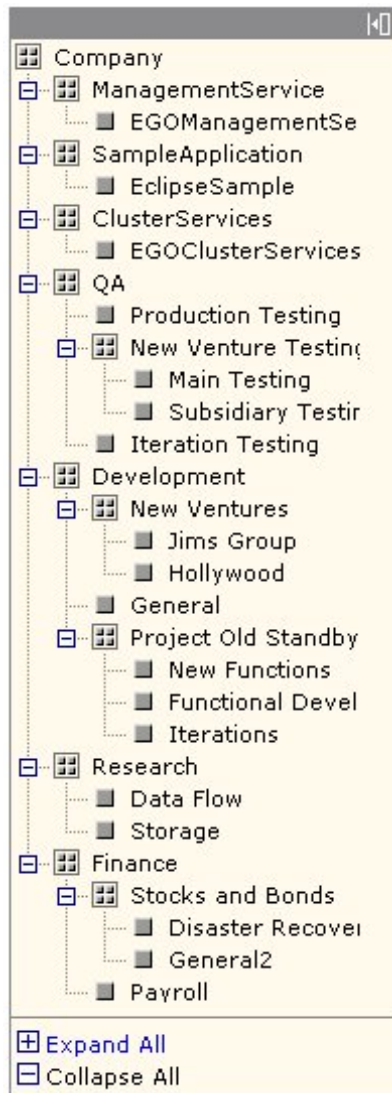 Company
ManagementService
EGOManagementSe
SampleApplication
EclipseSample
ClusterServices
EGOClusterServices
QA
Production Testing
New Venture Testing
Main Testing
Subsidiary Testin
Iteration Testing
Development
New Ventures
Jims Group
Hollywood
General
Project Old Standby
New Functions
Functional Devel
Iterations
Research
Data Flow
Storage
Finance
Stocks and Bonds
Disaster Recover
General2
Payroll
Expand All
Collapse All